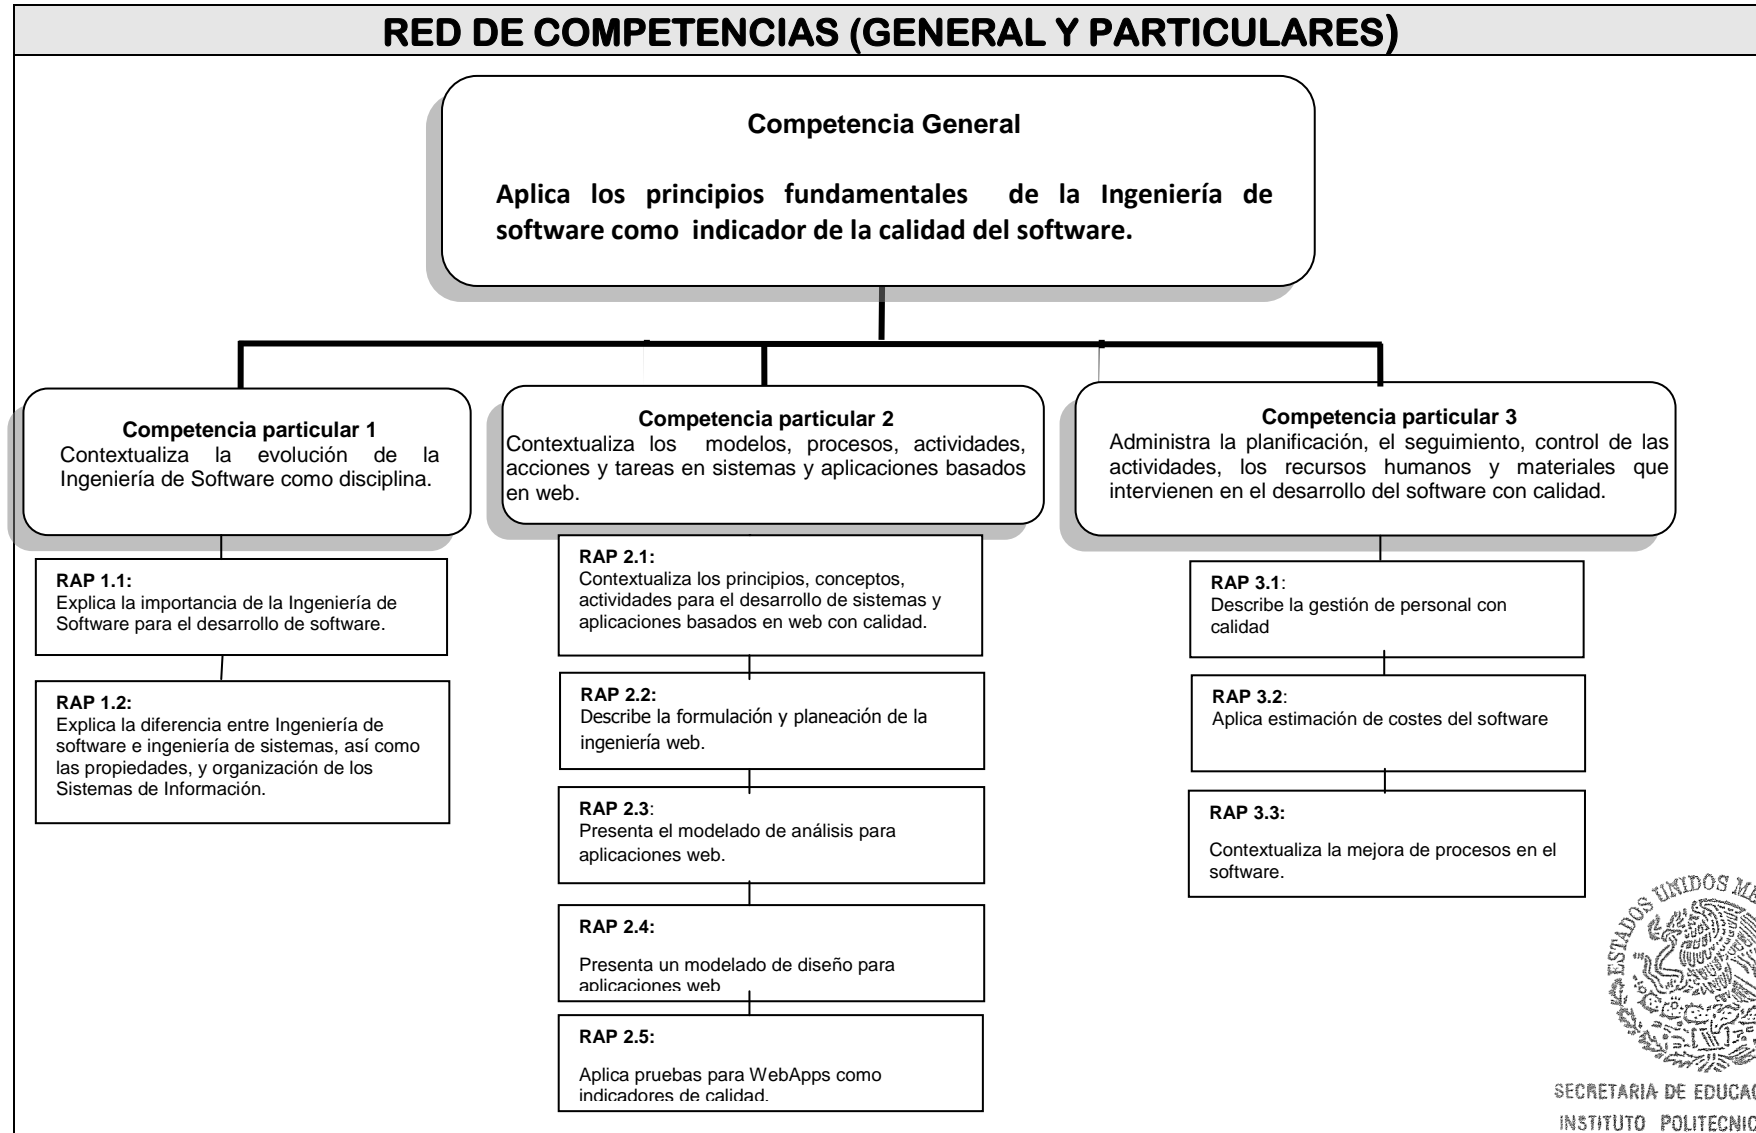 RED DE COMPETENCIAS (GENERAL Y PARTICULARES)
Competencia General
Aplica los principios fundamentales de la Ingeniería de
software como indicador de la calidad del software.
Competencia particular 1
Contextualiza la evolución de la
Ingeniería de Software como disciplina.
RAP 1.1:
Explica la importancia de la Ingeniería de
Software para el desarrollo de software.
RAP 1.2:
Explica la diferencia entre Ingeniería de
software e ingeniería de sistemas, así como
las propiedades, y organización de los
Sistemas de Información.
Competencia particular 2
Contextualiza los modelos, procesos, actividades,
acciones y tareas en sistemas y aplicaciones basados
en web.
RAP 2.1:
Contextualiza los principios, conceptos,
actividades para el desarrollo de sistemas y
aplicaciones basados en web con calidad.
RAP 2.2:
Describe la formulación y planeación de la
ingeniería web.
RAP 2.3:
Presenta el modelado de análisis para
aplicaciones web.
RAP 2.4:
Presenta un modelado de diseño para
aplicaciones web
RAP 2.5:
Aplica pruebas para WebApps como
indicadores de calidad.
Competencia particular 3
Administra la planificación, el seguimiento, control de las
actividades, los recursos humanos y materiales que
intervienen en el desarrollo del software con calidad.
RAP 3.1:
Describe la gestión de personal con
calidad
RAP 3.2:
Aplica estimación de costes del software
RAP 3.3:
Contextualiza la mejora de procesos en el
software.
ESTADOS UNIDOS
SECRETARIA DE
INSTITUTO